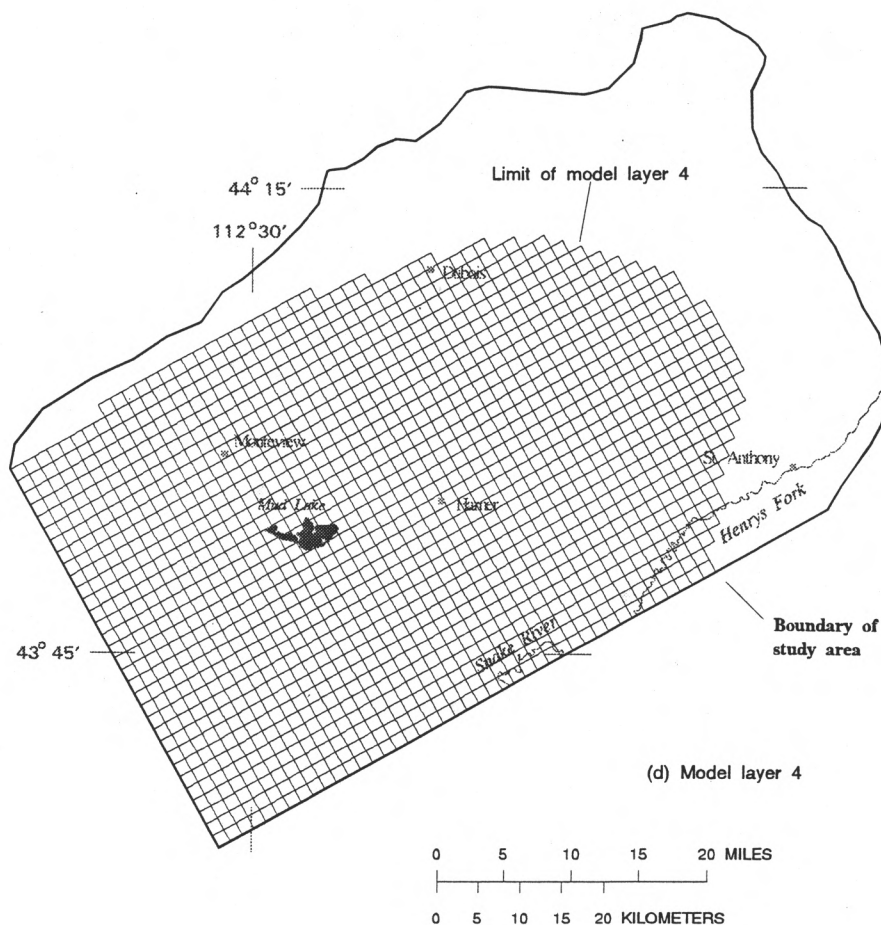 44° 15′
Limit of model layer 4
112° 30′
Dubois
Monteview
St. Anthony
Mud Lake
Hamer
Henrys Fork
Snake River
Boundary of
study area
43° 45′
(d) Model layer 4
0 5 10 15 20 MILES
0 5 10 15 20 KILOMETERS